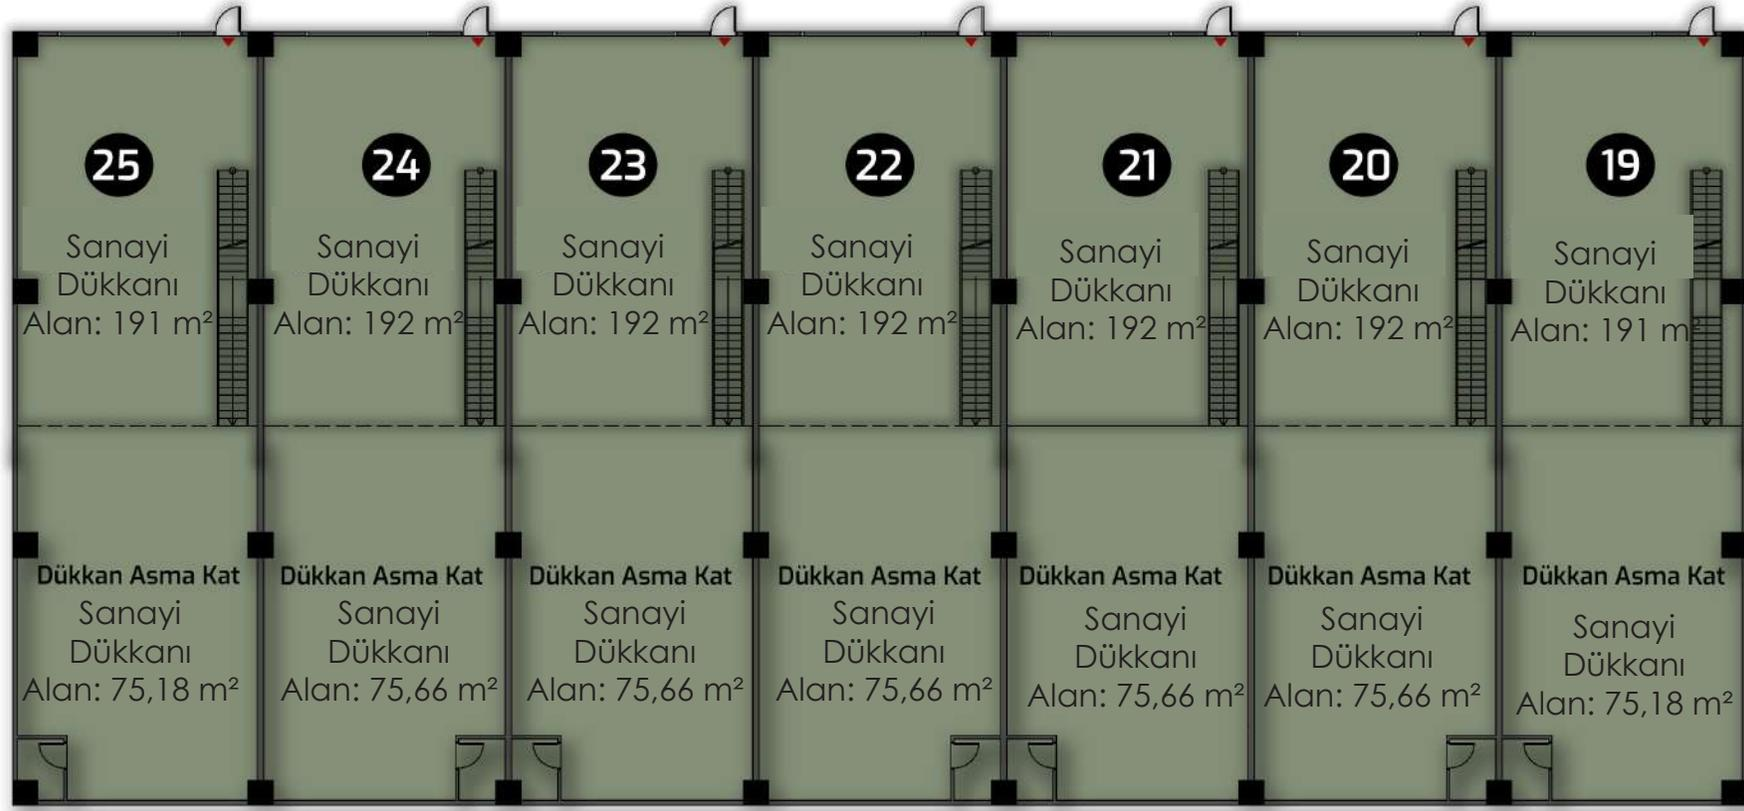 25
Sanayi
Dükkanı
Alan: 191 m²
24
Sanayi
Dükkanı
Alan: 192 m²
23
Sanayi
Dükkanı
Alan: 192 m²
22
Sanayi
Dükkanı
Alan: 192 m²
21
Sanayi
Dükkanı
Alan: 192 m²
20
Sanayi
Dükkanı
Alan: 192 m²
19
Sanayi
Dükkanı
Alan: 191 m²
Dükkan Asma Kat
Sanayi
Dükkanı
Alan: 75,18 m²
Dükkan Asma Kat
Sanayi
Dükkanı
Alan: 75,66 m²
Dükkan Asma Kat
Sanayi
Dükkanı
Alan: 75,66 m²
Dükkan Asma Kat
Sanayi
Dükkanı
Alan: 75,66 m²
Dükkan Asma Kat
Sanayi
Dükkanı
Alan: 75,66 m²
Dükkan Asma Kat
Sanayi
Dükkanı
Alan: 75,66 m²
Dükkan Asma Kat
Sanayi
Dükkanı
Alan: 75,18 m²